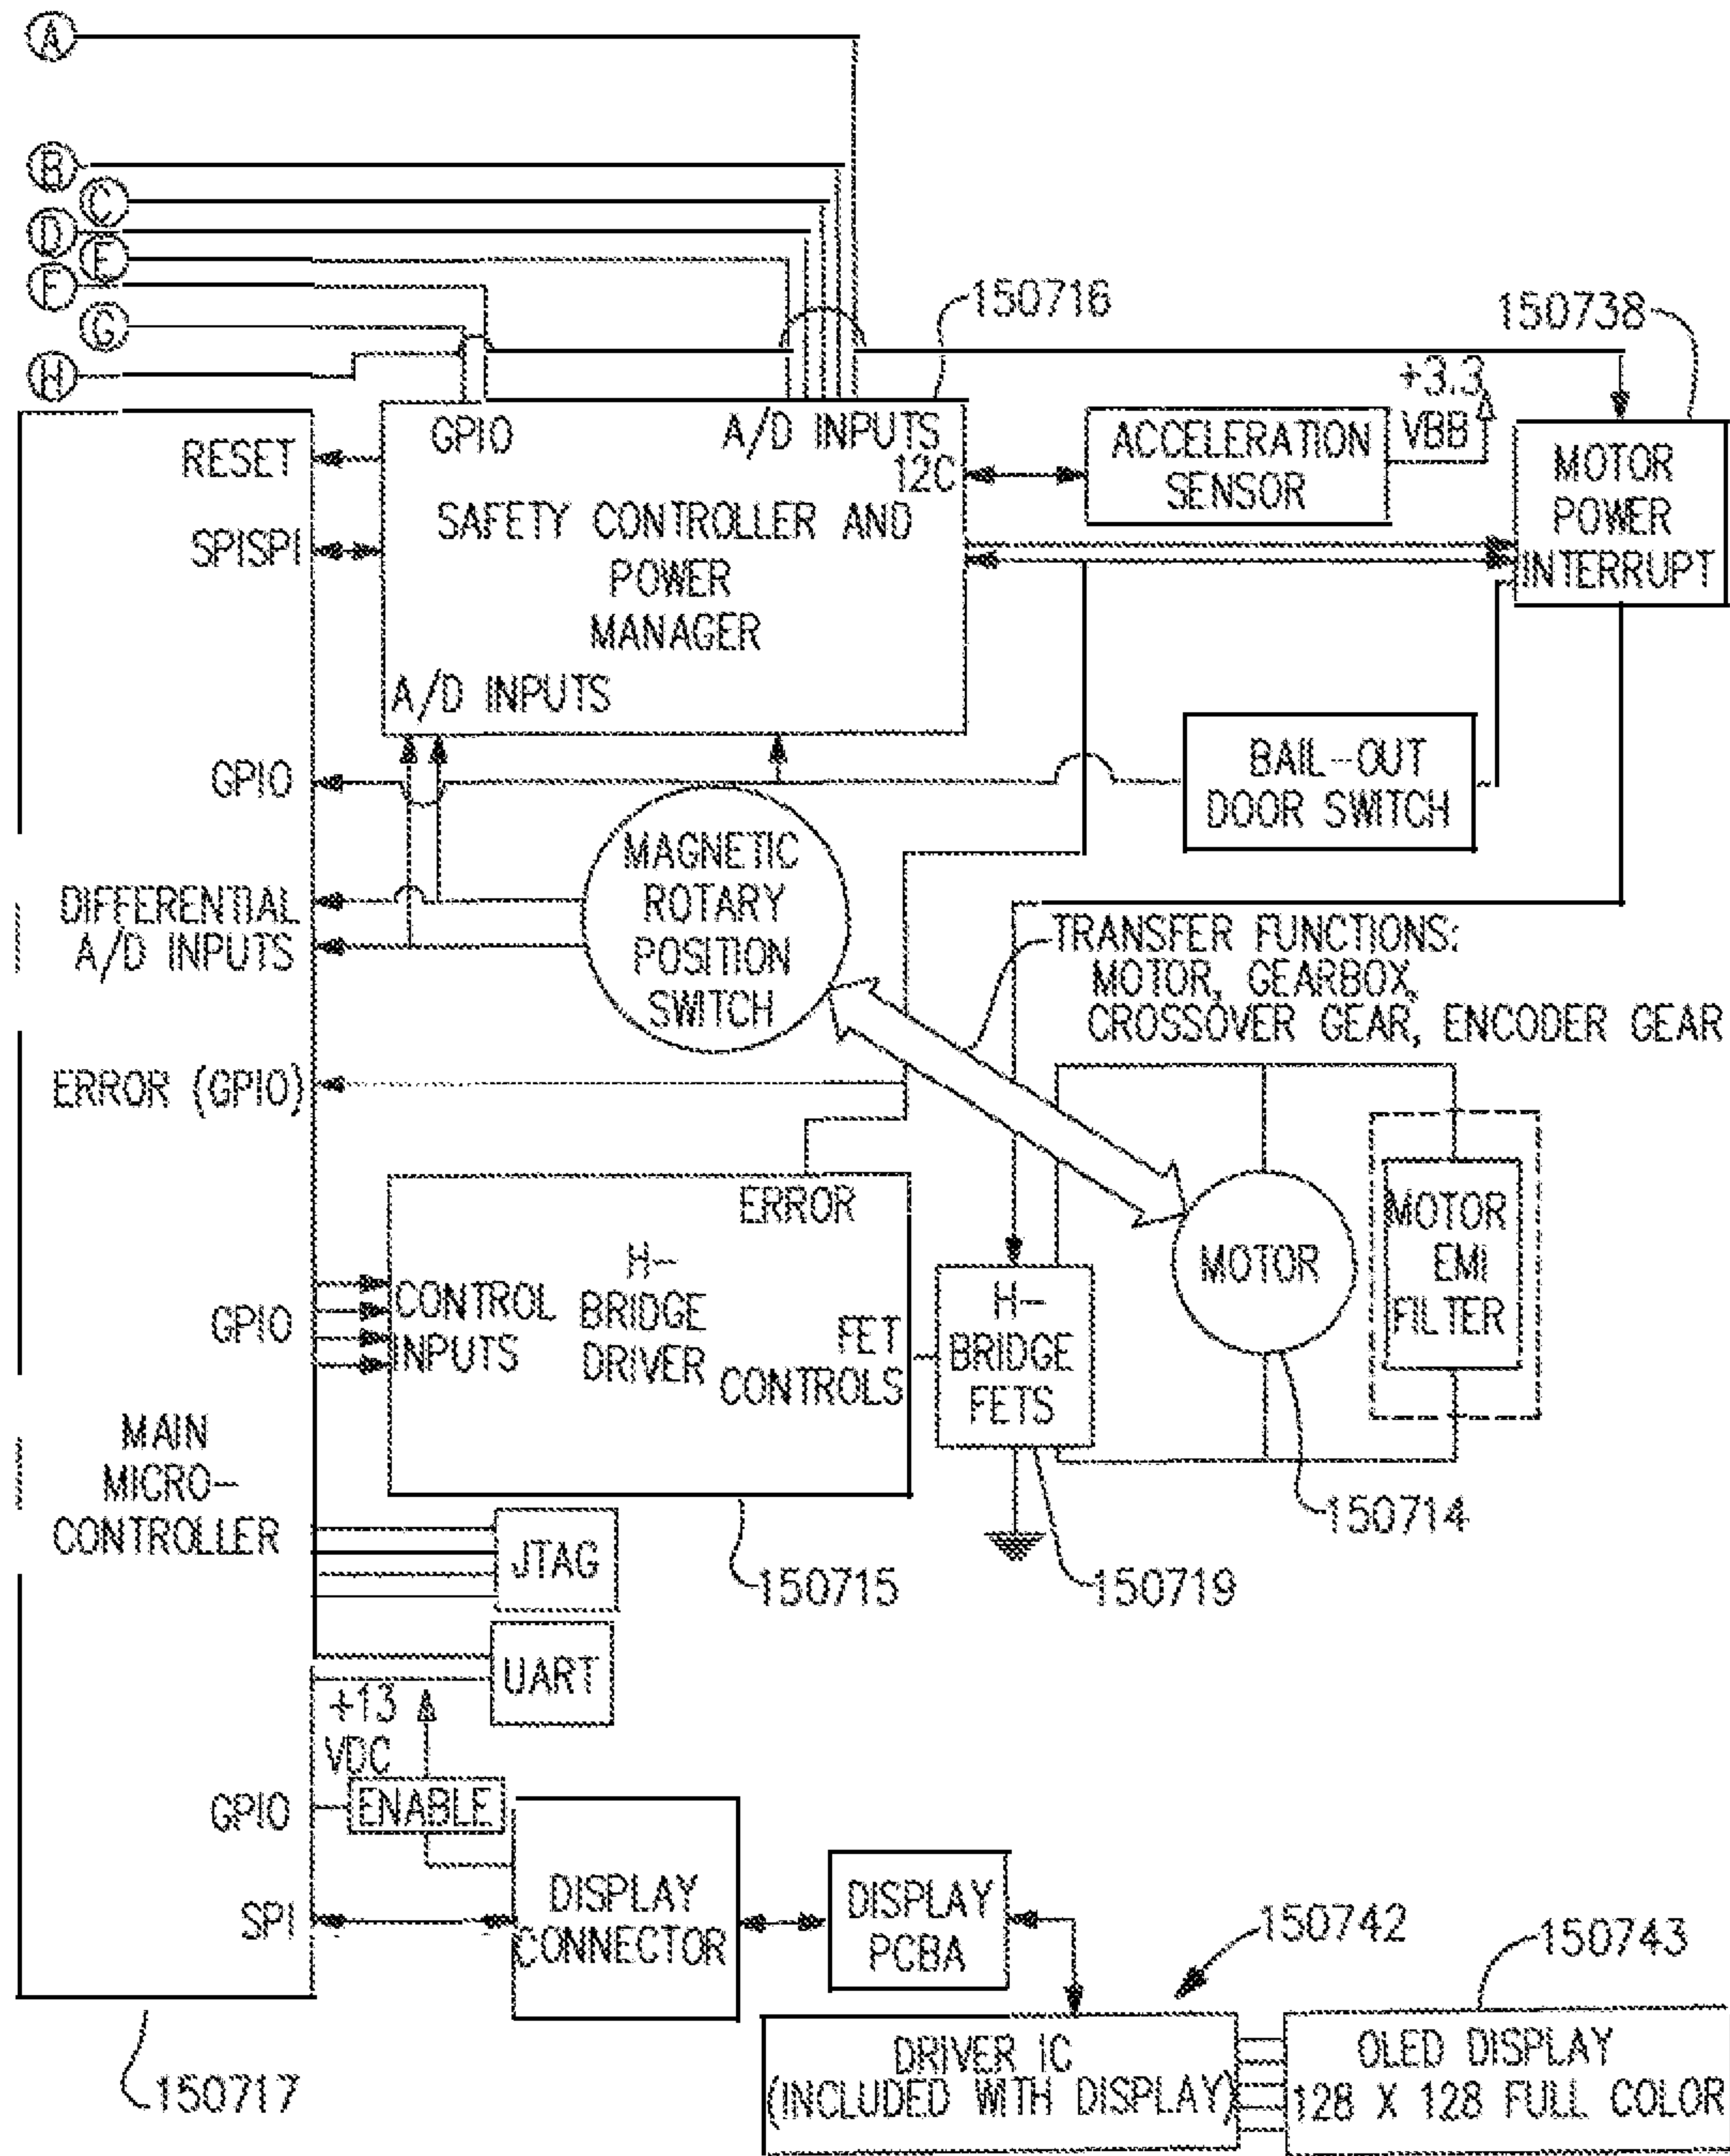 A
B
C
D
E
F
G
H
150716
150738
+3.3
VBB
RESET
SPISPI
GPIO
A/D INPUTS
12C
SAFETY CONTROLLER AND
POWER
MANAGER
A/D INPUTS
ACCELERATION
SENSOR
MOTOR
POWER
INTERRUPT
GPIO
BAIL-OUT
DOOR SWITCH
DIFFERENTIAL
A/D INPUTS
MAGNETIC
ROTARY
POSITION
SWITCH
TRANSFER FUNCTIONS:
MOTOR, GEARBOX,
CROSSOVER GEAR, ENCODER GEAR
ERROR (GPIO)
ERROR
GPIO
CONTROL
INPUTS
H-
BRIDGE
DRIVER
FET
CONTROLS
H-
BRIDGE
FETS
MOTOR
MOTOR
EMI
FILTER
MAIN
MICRO-
CONTROLLER
150714
JTAG
150715
150719
UART
+13
VDC
GPIO
ENABLE
SPI
DISPLAY
CONNECTOR
DISPLAY
PCBA
150742
150743
DRIVER IC
(INCLUDED WITH DISPLAY)
OLED DISPLAY
128 X 128 FULL COLOR
150717